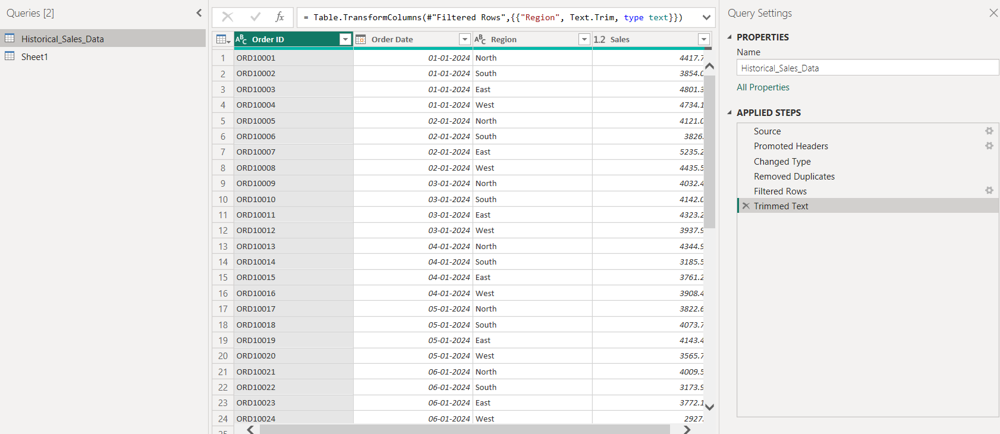 Queries [2]
Historical_Sales_Data
Sheet1
fx = Table.TransformColumns(#"Filtered Rows",{{"Region", Text.Trim, type text}})
ABC Order ID Order Date ABC Region 1.2 Sales
1 ORD10001 01-01-2024 North 4417.7
2 ORD10002 01-01-2024 South 3854.0
3 ORD10003 01-01-2024 East 4801.3
4 ORD10004 01-01-2024 West 4734.1
5 ORD10005 02-01-2024 North 4121.0
6 ORD10006 02-01-2024 South 3826.
7 ORD10007 02-01-2024 East 5235.2
8 ORD10008 02-01-2024 West 4435.5
9 ORD10009 03-01-2024 North 4032.4
10 ORD10010 03-01-2024 South 4142.0
11 ORD10011 03-01-2024 East 4323.2
12 ORD10012 03-01-2024 West 3937.9
13 ORD10013 04-01-2024 North 4344.9
14 ORD10014 04-01-2024 South 3185.5
15 ORD10015 04-01-2024 East 3761.2
16 ORD10016 04-01-2024 West 3908.4
17 ORD10017 05-01-2024 North 3822.6
18 ORD10018 05-01-2024 South 4073.7
19 ORD10019 05-01-2024 East 4143.4
20 ORD10020 05-01-2024 West 3565.7
21 ORD10021 06-01-2024 North 4009.5
22 ORD10022 06-01-2024 South 3173.9
23 ORD10023 06-01-2024 East 3772.1
24 ORD10024 06-01-2024 West 2927.
25
Query Settings
PROPERTIES
Name
Historical_Sales_Data
All Properties
APPLIED STEPS
Source
Promoted Headers
Changed Type
Removed Duplicates
Filtered Rows
Trimmed Text